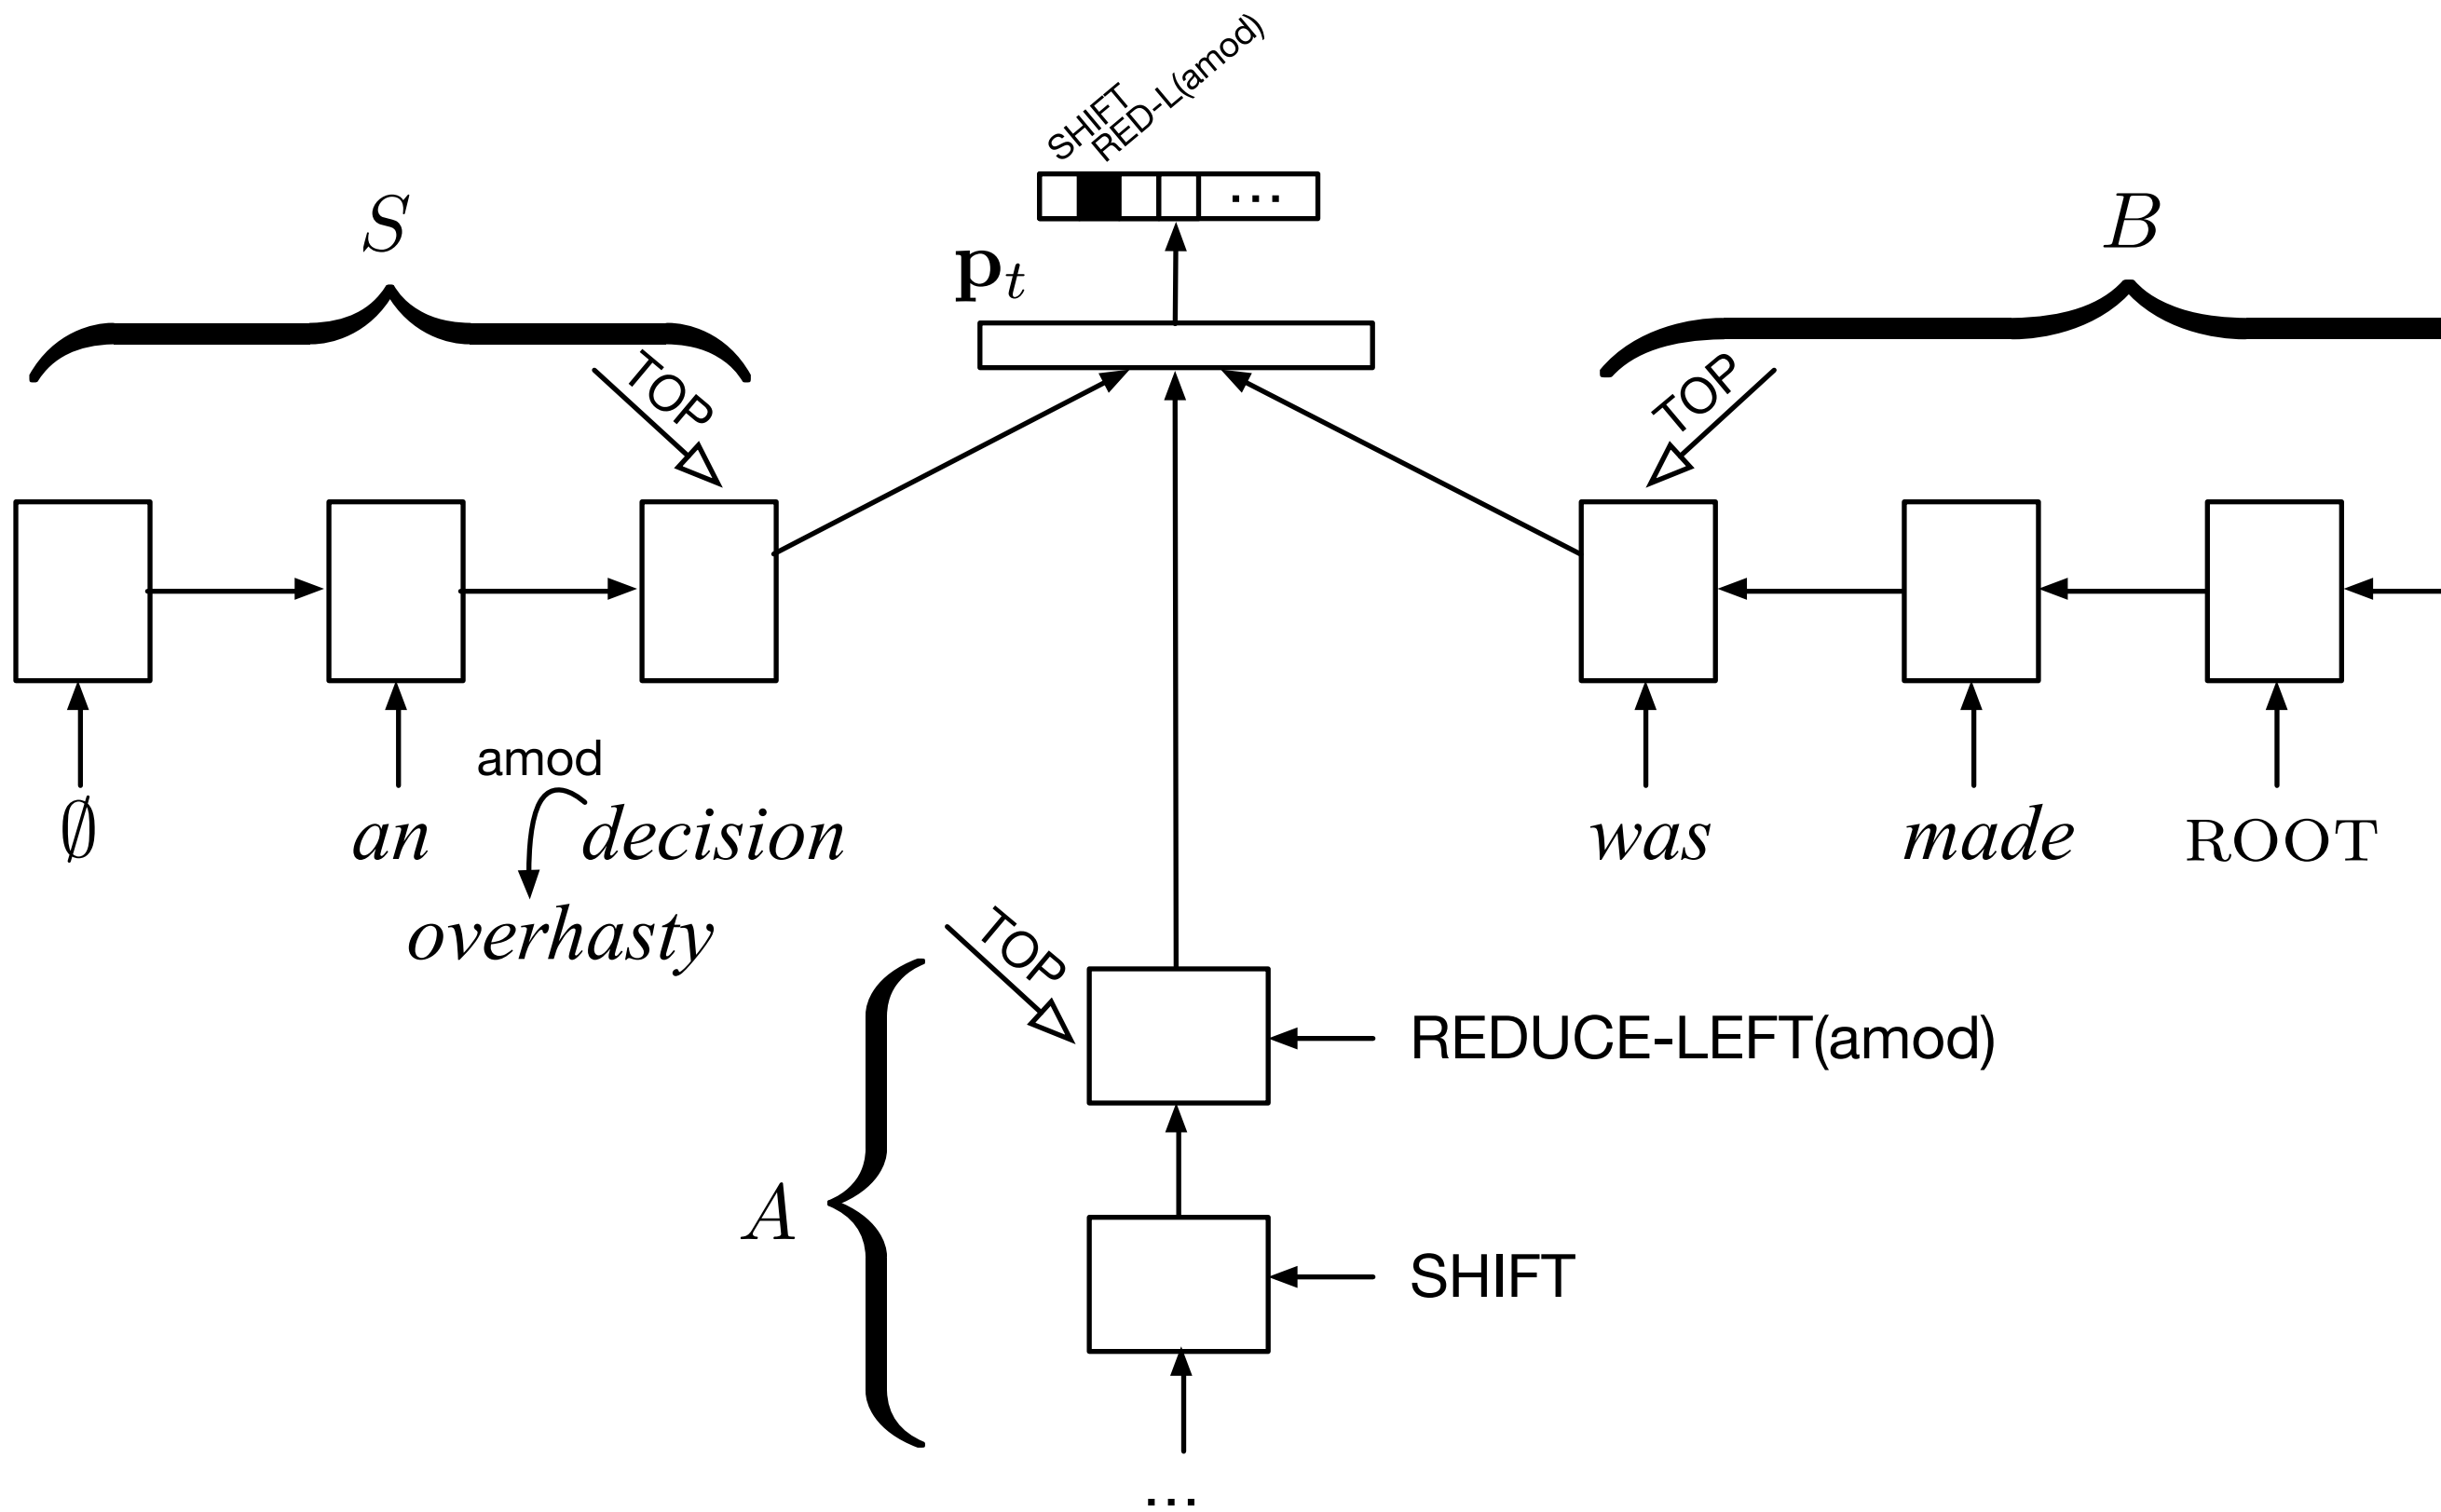 SHIFT
RED-L(amod)
...
S
B
p_t
TOP
TOP
amod
∅
an
decision
was
made
ROOT
overhasty
TOP
REDUCE-LEFT(amod)
A
SHIFT
...